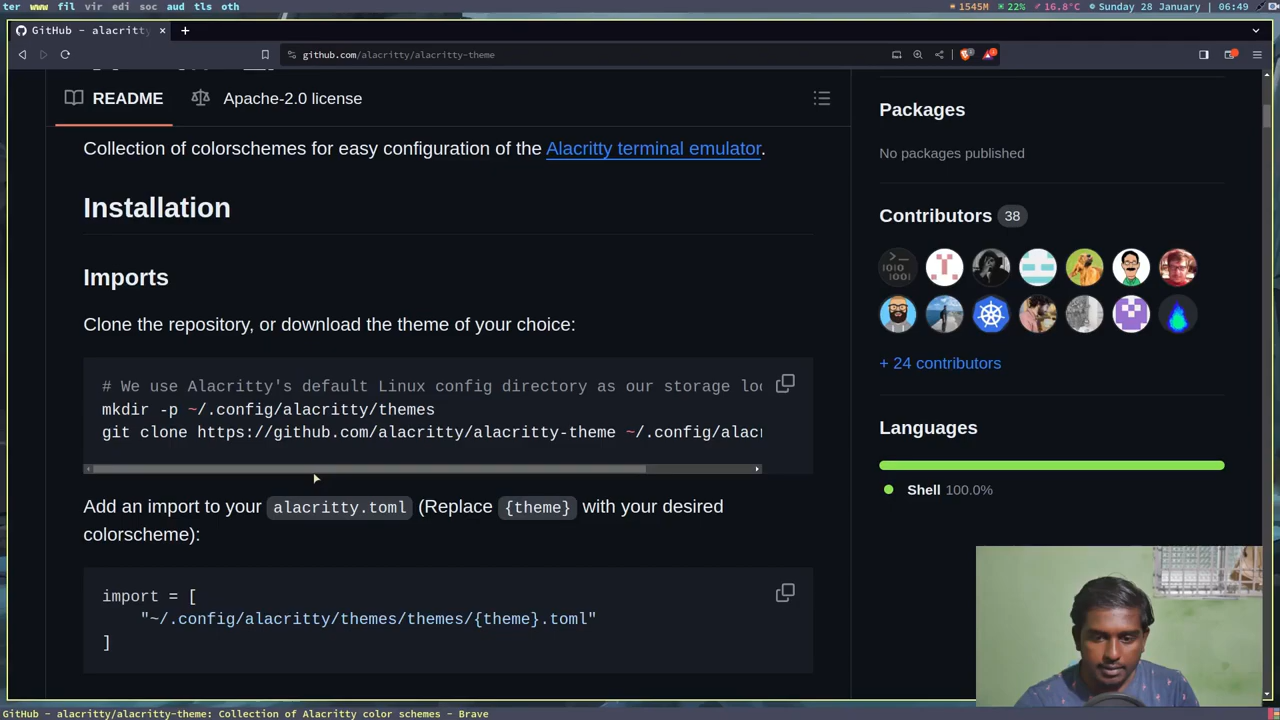 ter www fil vir edi soc aud tls oth
1545M 22% 16.8°C Sunday 28 January | 06:49
GitHub - alacritty
github.com/alacritty/alacritty-theme
README Apache-2.0 license
Collection of colorschemes for easy configuration of the Alacritty terminal emulator.
Installation
Imports
Clone the repository, or download the theme of your choice:
# We use Alacritty's default Linux config directory as our storage loc
mkdir -p ~/.config/alacritty/themes
git clone https://github.com/alacritty/alacritty-theme ~/.config/alacr
Add an import to your alacritty.toml (Replace {theme} with your desired
colorscheme):
import = [
"~/.config/alacritty/themes/themes/{theme}.toml"
]
Packages
No packages published
Contributors 38
+ 24 contributors
Languages
Shell 100.0%
GitHub - alacritty/alacritty-theme: Collection of Alacritty color schemes - Brave